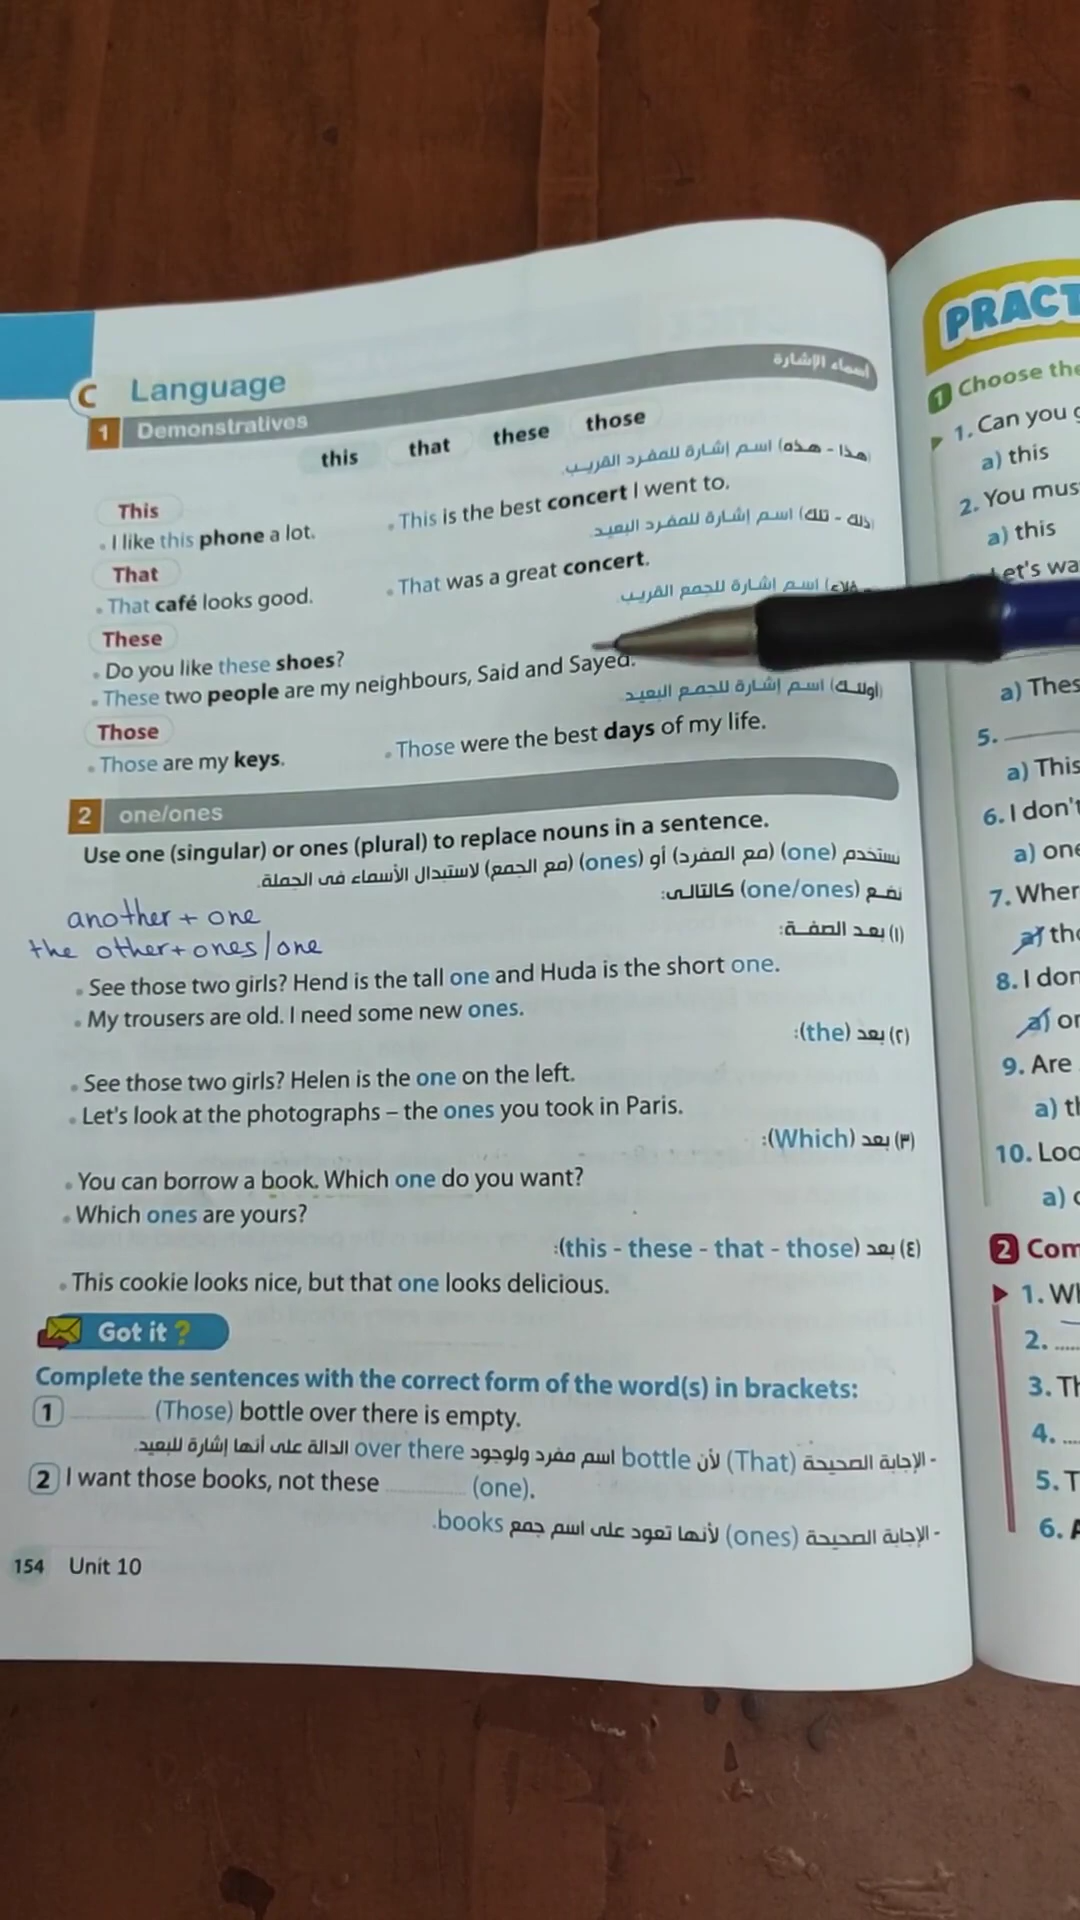 C Language
1 Demonstratives أسماء الإشارة
this that these those
This (هذا - هذه) اسم إشارة للمفرد القريب.
• I like this phone a lot. • This is the best concert I went to.
That (ذلك - تلك) اسم إشارة للمفرد البعيد.
• That café looks good. • That was a great concert.
These اسم إشارة للجمع القريب
• Do you like these shoes?
• These two people are my neighbours, Said and Sayed.
Those (أولئك) اسم إشارة للجمع البعيد.
• Those are my keys. • Those were the best days of my life.
2 one/ones
Use one (singular) or ones (plural) to replace nouns in a sentence.
نستخدم (one) (مع المفرد) أو (ones) (مع الجمع) لاستبدال الأسماء فى الجملة.
نضع (one/ones) كالتالى:
another + one
the other + ones/one
(١) بعد الصفة:
• See those two girls? Hend is the tall one and Huda is the short one.
• My trousers are old. I need some new ones.
(٢) بعد (the):
• See those two girls? Helen is the one on the left.
• Let's look at the photographs – the ones you took in Paris.
(٣) بعد (Which):
• You can borrow a book. Which one do you want?
• Which ones are yours?
(٤) بعد (this - these - that - those):
• This cookie looks nice, but that one looks delicious.
Got it ?
Complete the sentences with the correct form of the word(s) in brackets:
1 (Those) bottle over there is empty.
- الإجابة الصحيحة (That) لأن bottle اسم مفرد ولوجود over there الدالة على أنها إشارة للبعيد.
2 I want those books, not these (one).
- الإجابة الصحيحة (ones) لأنها تعود على اسم جمع books.
154 Unit 10
1 Choose the
1. Can you
a) this
2. You mus
a) this
et's wa
a) Thes
5.
a) This
6. I don't
a) one
7. Wher
a)
8. I don
a)
9. Are
a)
10. Loo
a)
2 Com
1.
2. .....
3.
4. ....
5.
6.